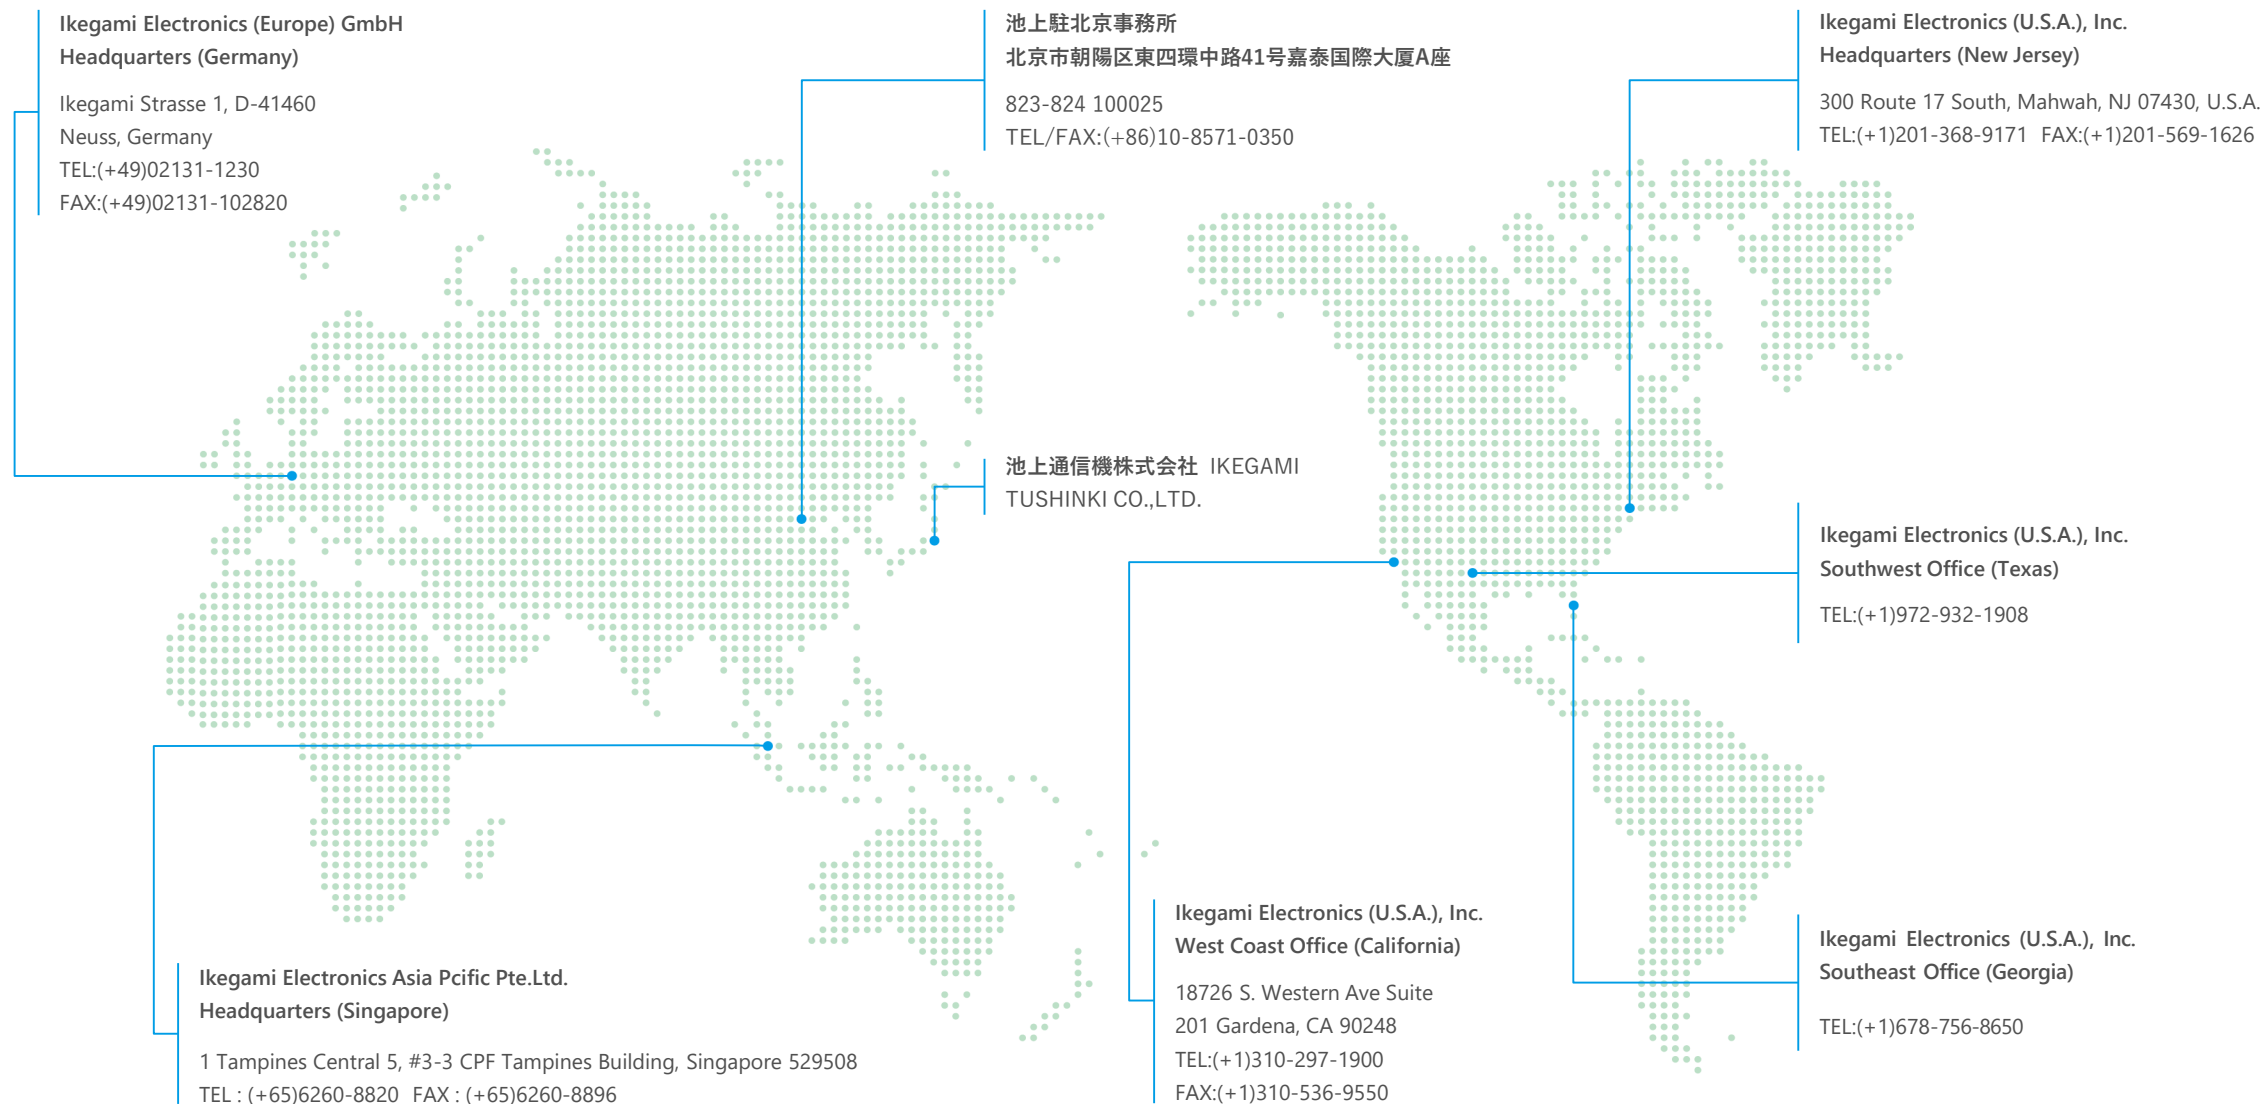 Ikegami Electronics (Europe) GmbH
Headquarters (Germany)
Ikegami Strasse 1, D-41460
Neuss, Germany
TEL:(+49)02131-1230
FAX:(+49)02131-102820
池上駐北京事務所
北京市朝陽区東四環中路41号嘉泰国際大厦A座
823-824 100025
TEL/FAX:(+86)10-8571-0350
Ikegami Electronics (U.S.A.), Inc.
Headquarters (New Jersey)
300 Route 17 South, Mahwah, NJ 07430, U.S.A.
TEL:(+1)201-368-9171 FAX:(+1)201-569-1626
池上通信機株式会社 IKEGAMI
TUSHINKI CO.,LTD.
Ikegami Electronics (U.S.A.), Inc.
Southwest Office (Texas)
TEL:(+1)972-932-1908
Ikegami Electronics Asia Pcific Pte.Ltd.
Headquarters (Singapore)
1 Tampines Central 5, #3-3 CPF Tampines Building, Singapore 529508
TEL : (+65)6260-8820 FAX : (+65)6260-8896
Ikegami Electronics (U.S.A.), Inc.
West Coast Office (California)
18726 S. Western Ave Suite
201 Gardena, CA 90248
TEL:(+1)310-297-1900
FAX:(+1)310-536-9550
Ikegami Electronics (U.S.A.), Inc.
Southeast Office (Georgia)
TEL:(+1)678-756-8650